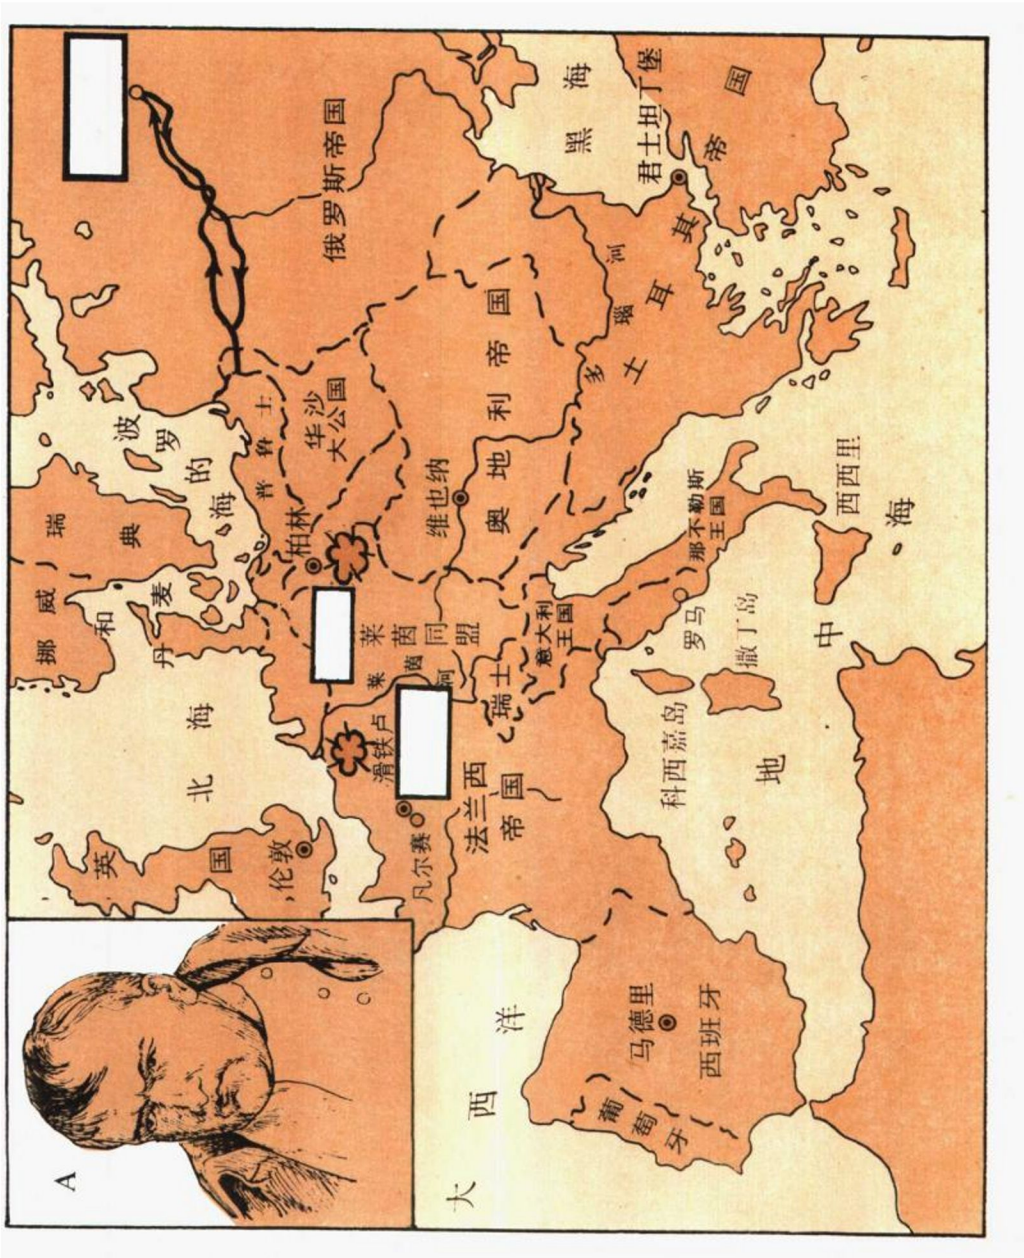 A
英国
伦敦
北海
挪威
丹麦和
瑞典
波罗的海
俄罗斯帝国
普鲁士
柏林
华沙
大公国
滑铁卢
莱茵河
莱茵同盟
凡尔赛
法兰西
帝国
瑞士
维也纳
奥地利帝国
意大利
王国
多瑙河
黑海
君士坦丁堡
土耳其帝国
大西洋
葡萄牙
马德里
西班牙
科西嘉岛
撒丁岛
罗马
那不勒斯
王国
西西里
地中海